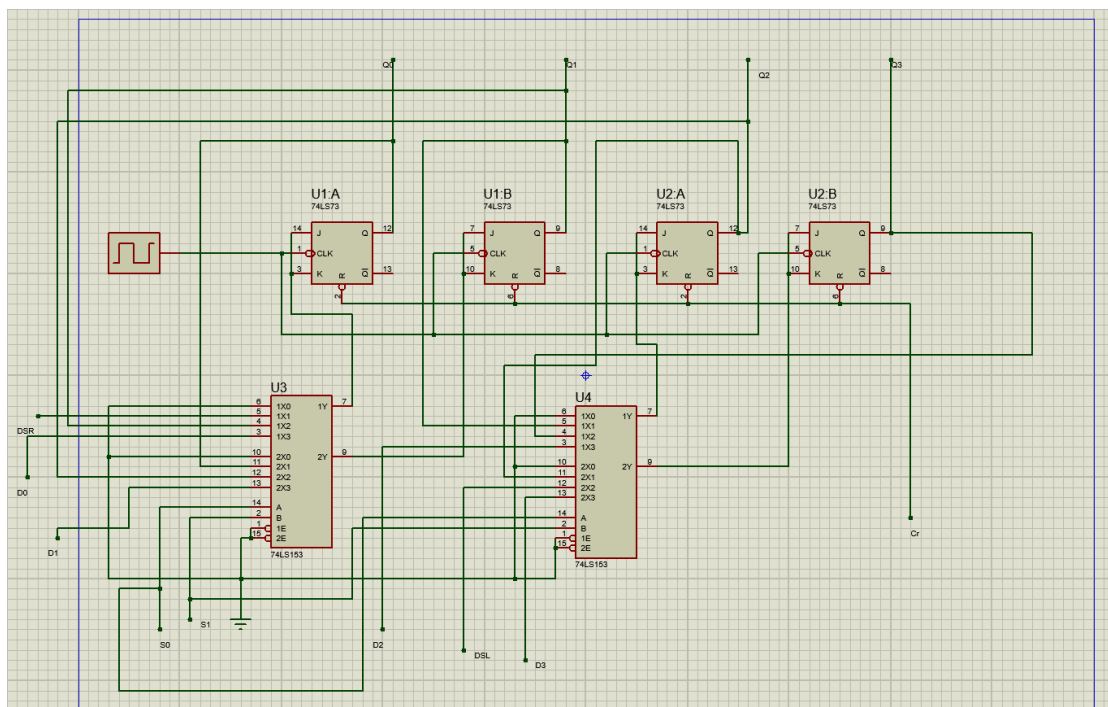 Q0 Q1 Q2 Q3
U1:A U1:B U2:A U2:B
74LS73 74LS73 74LS73 74LS73
14 J Q 12 7 J Q 9 14 J Q 12 7 J Q 9
1 CLK 5 CLK 1 CLK 5 CLK
3 K Q 13 10 K Q 8 3 K Q 13 10 K Q 8
R R R R
2 6 2 6
U3
6 1X0 1Y 7
5 1X1
4 1X2
3 1X3
10 2X0 2Y 9
11 2X1
12 2X2
13 2X3
14 A
2 B
1 1E
15 2E
74LS153
U4
6 1X0 1Y 7
5 1X1
4 1X2
3 1X3
10 2X0 2Y 9
11 2X1
12 2X2
13 2X3
14 A
2 B
1 1E
15 2E
74LS153
DSR
D0
D1
S0
S1
D2
DSL
D3
Cr